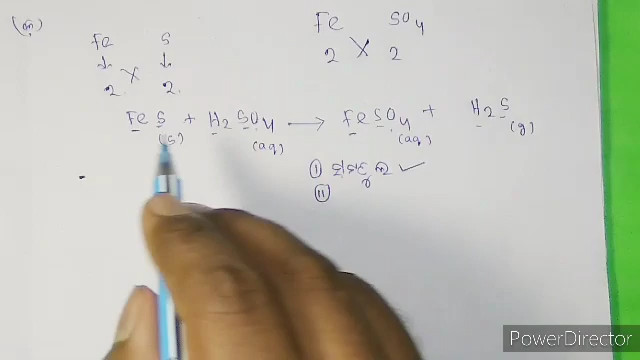 Fe SO4
2 2
Fe S
2 2
FeS + H2SO4 → FeSO4 + H2S
(s) (aq) (aq) (g)
I
II
PowerDirector